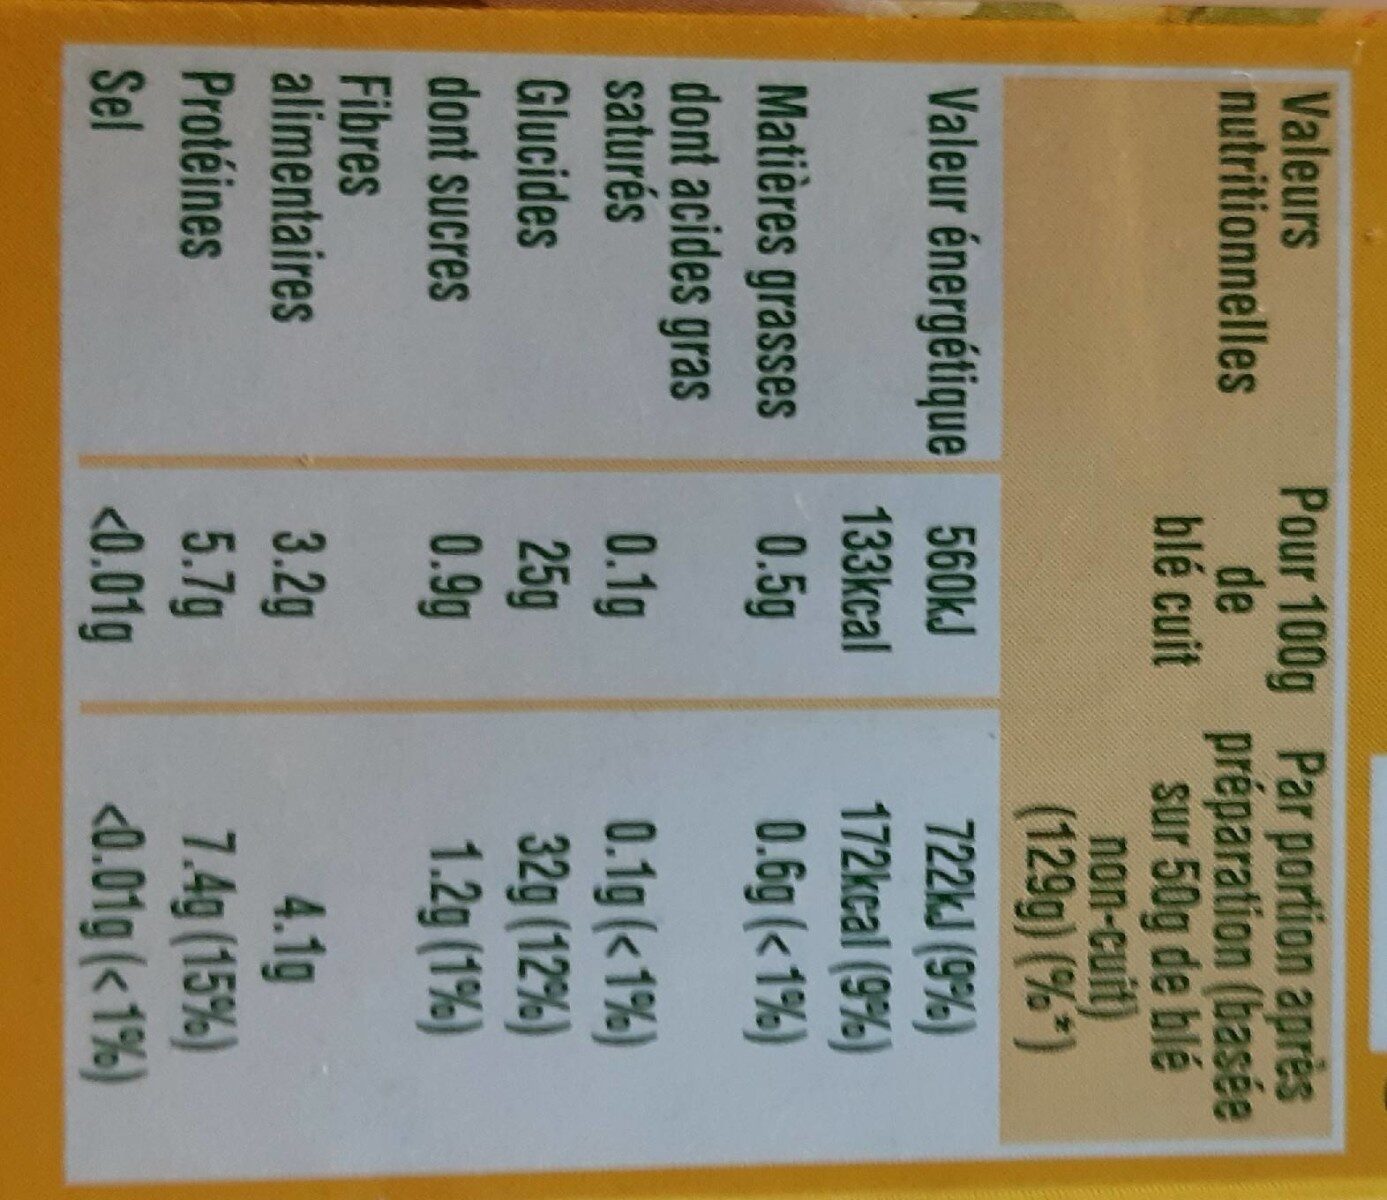 Valeurs nutritionnelles
Pour 100g de blé cuit
Par portion après préparation (basée sur 50g de blé non-cuit) (129g) (%*)
Valeur énergétique 560kJ 722kJ (9%)
133kcal 172kcal (9%)
Matières grasses 0.5g 0.6g (<1%)
dont acides gras saturés 0.1g 0.1g (<1%)
Glucides 25g 32g (12%)
dont sucres 0.9g 1.2g (1%)
Fibres alimentaires 3.2g 4.1g
Protéines 5.7g 7.4g (15%)
Sel <0.01g <0.01g (<1%)